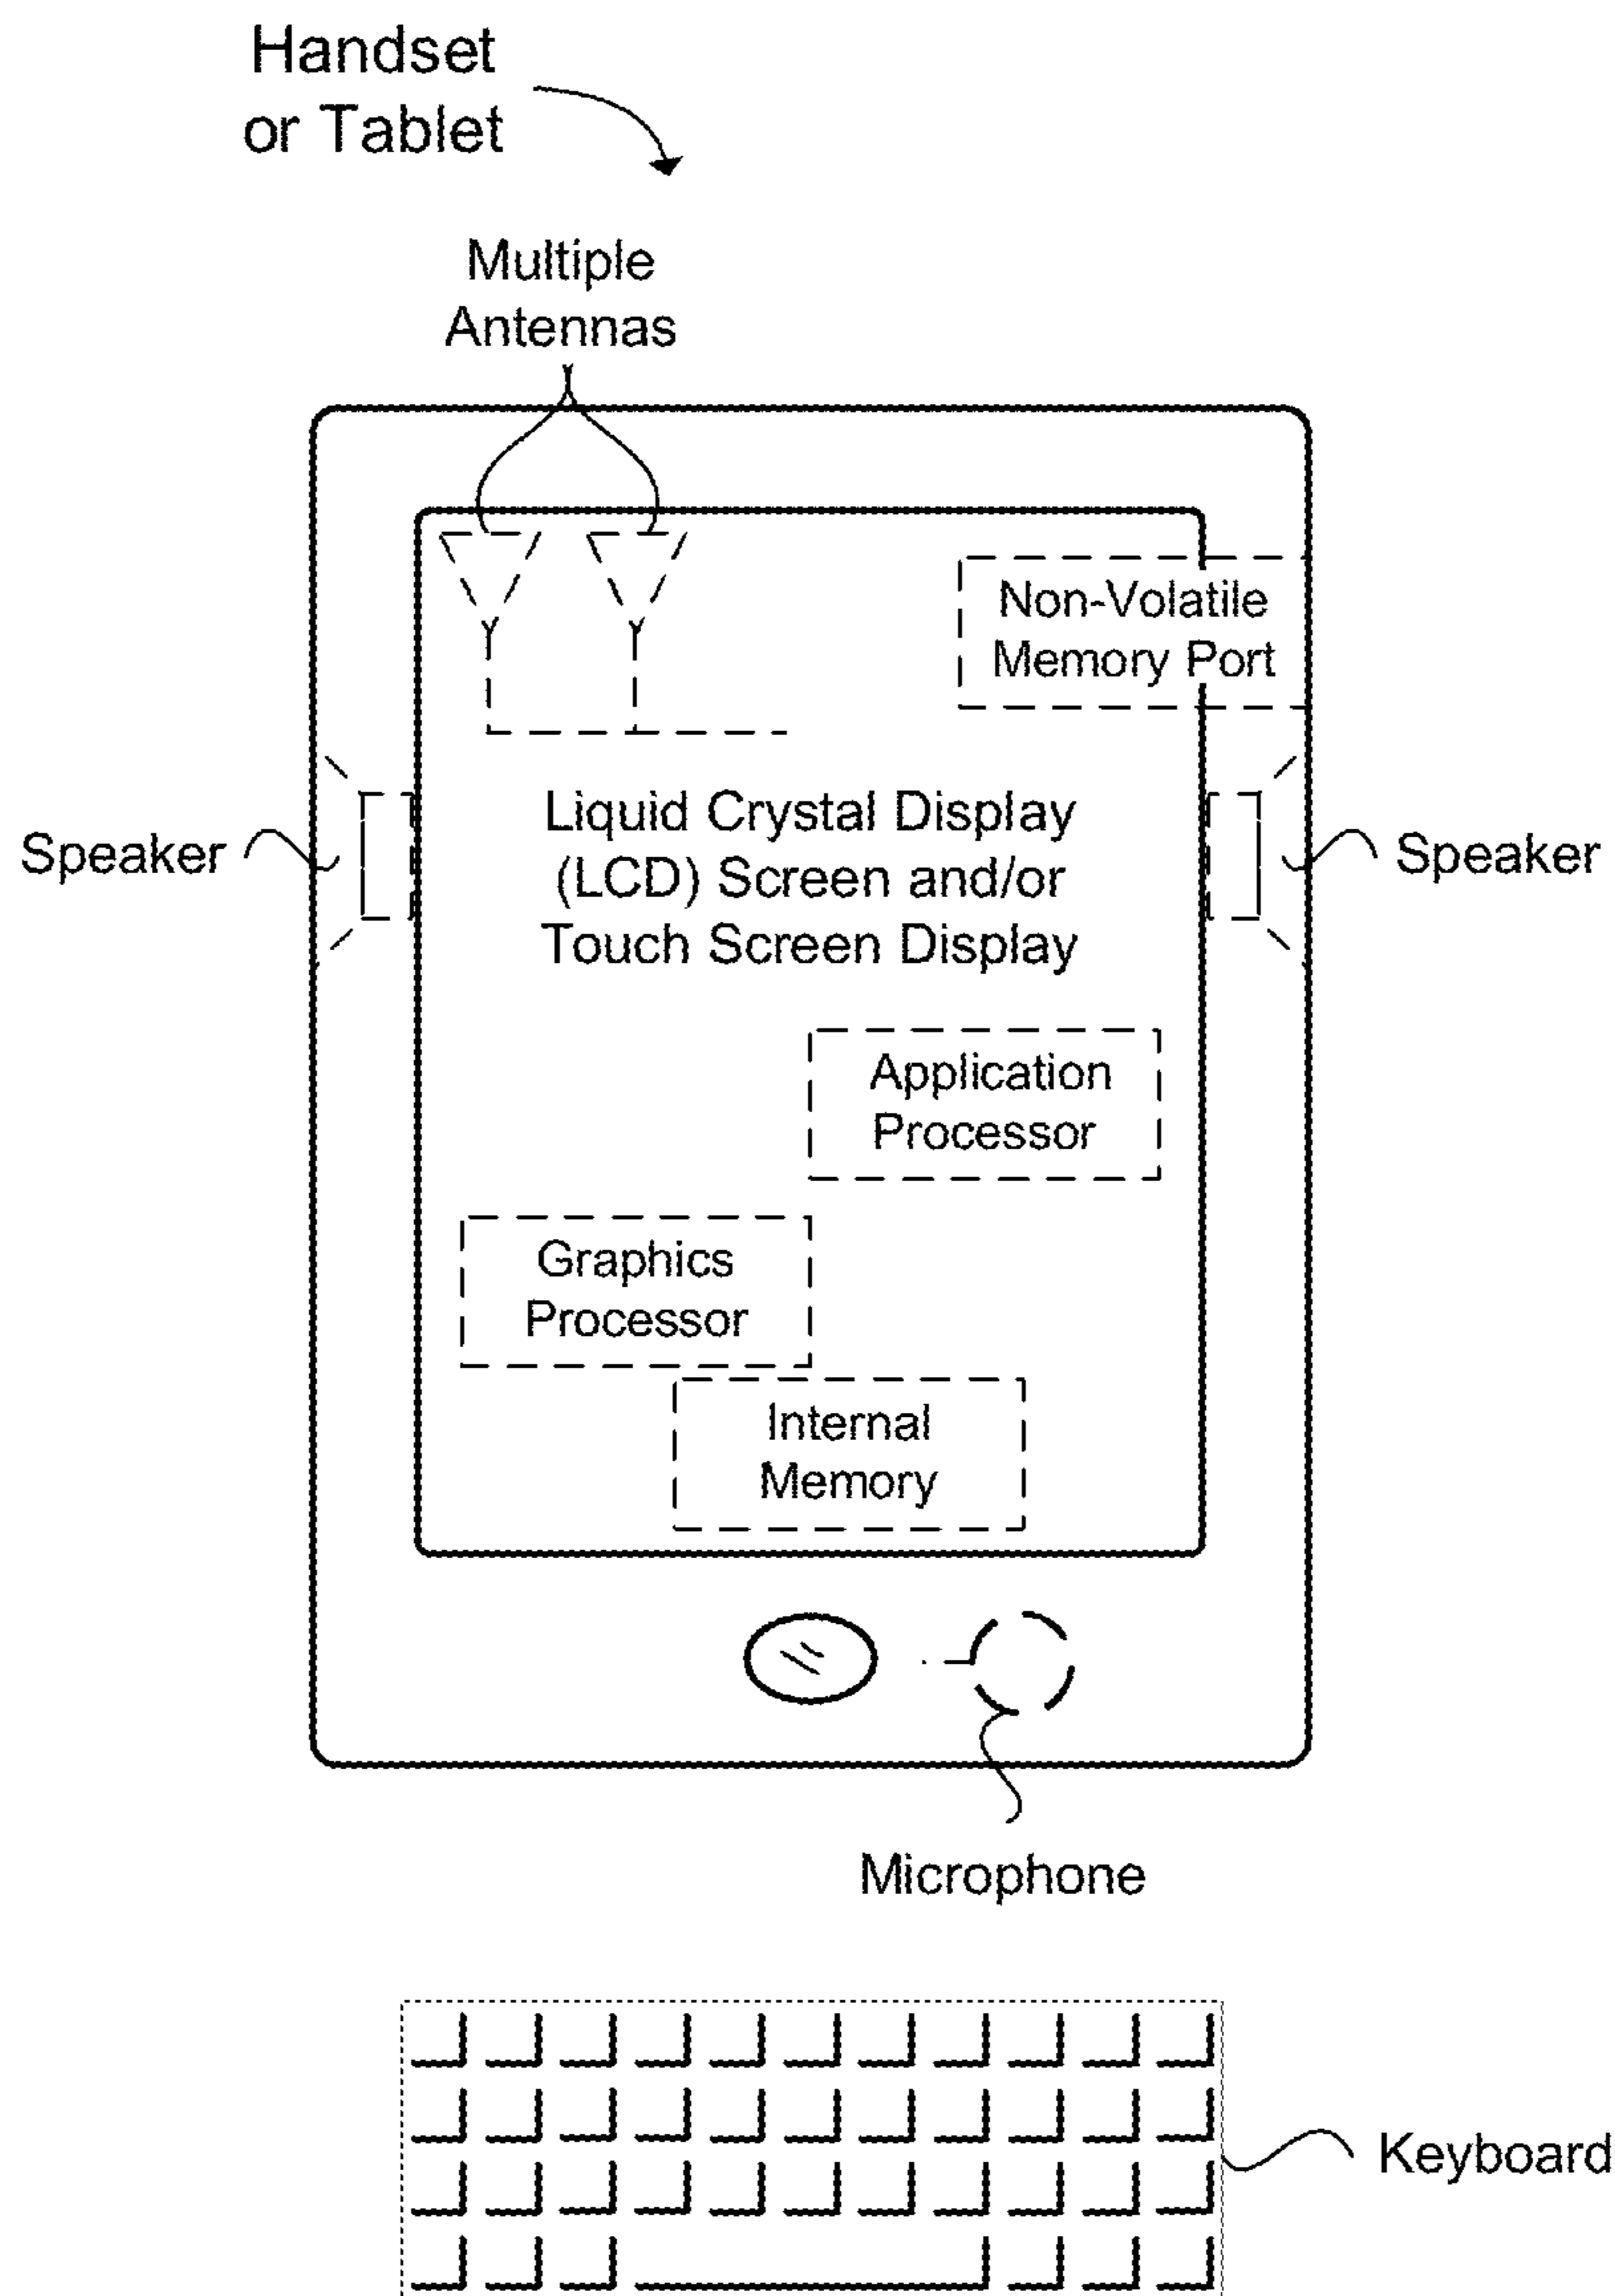 Handset
or Tablet
Multiple
Antennas
Non-Volatile
Memory Port
Speaker
Liquid Crystal Display
(LCD) Screen and/or
Touch Screen Display
Speaker
Application
Processor
Graphics
Processor
Internal
Memory
Microphone
Keyboard